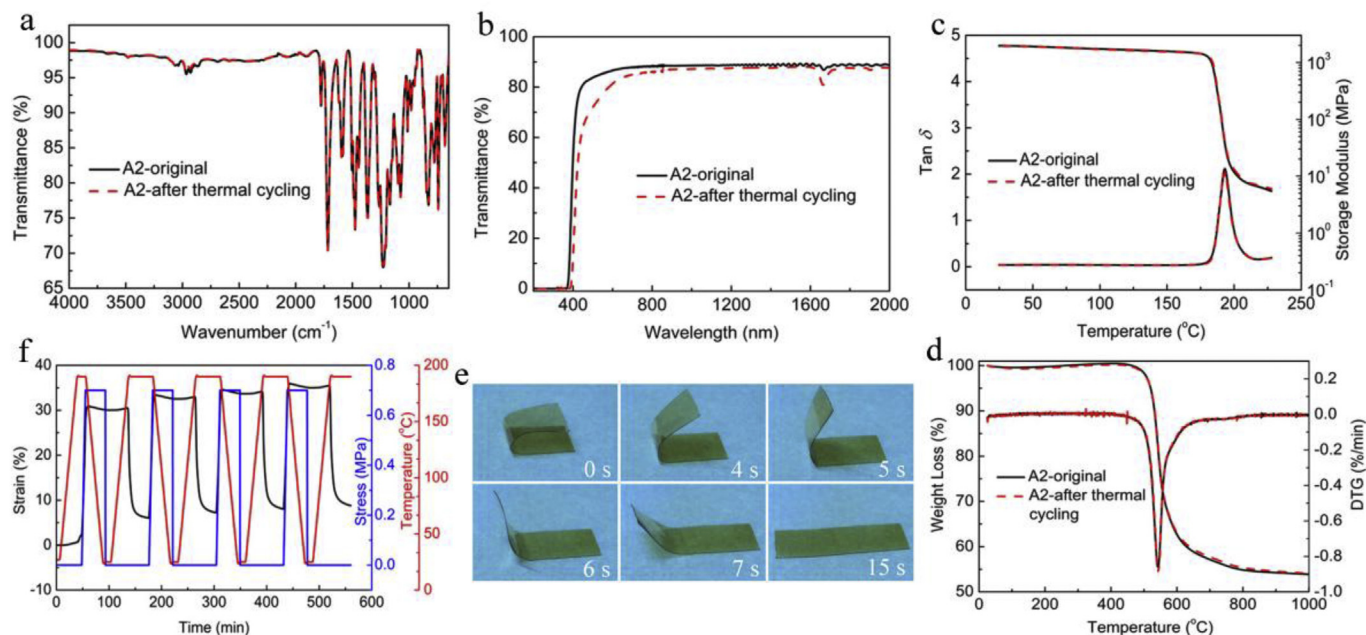 a
100
95
90
85
80
75
70
65
Transmittance (%)
A2-original
A2-after thermal cycling
4000 3000 2500 2000 1500 1000
Wavenumber (cm-1)
b
100
80
60
40
20
0
Transmittance (%)
A2-original
A2-after thermal cycling
400 800 1200 1600 2000
Wavelength (nm)
c
5
4
3
2
1
0
Tan δ
A2-original
A2-after thermal cycling
10³
10²
10¹
10⁰
10⁻¹
Storage Modulus (MPa)
0 50 100 150 200 250
Temperature (°C)
f
40
30
20
10
0
-10
Strain (%)
0.8
0.6
0.4
0.2
0.0
Stress (MPa)
200
150
100
50
0
Temperature (°C)
0 100 200 300 400 500 600
Time (min)
e
0 s
4 s
5 s
6 s
7 s
15 s
d
100
90
80
70
60
50
Weight Loss (%)
A2-original
A2-after thermal
cycling
0.2
0.0
-0.2
-0.4
-0.6
-0.8
-1.0
DTG (%/min)
0 200 400 600 800 1000
Temperature (°C)